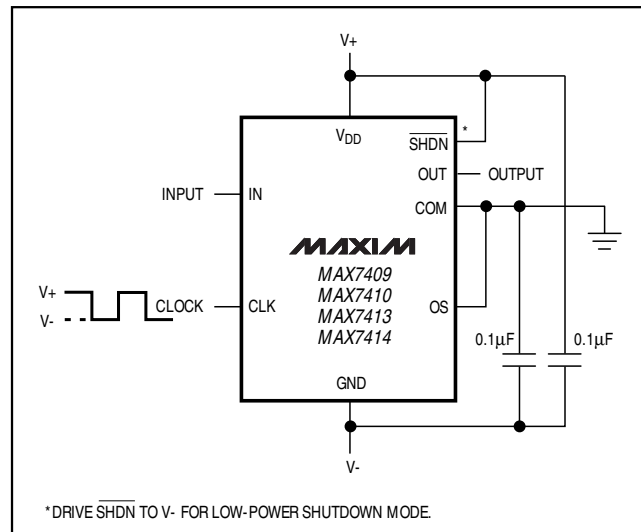 V+
VDD
SHDN
*
OUT
OUTPUT
INPUT
IN
COM
MAXIM
MAX7409
MAX7410
MAX7413
MAX7414
V+
V-
CLOCK
CLK
OS
0.1µF
0.1µF
GND
V-
*DRIVE SHDN TO V- FOR LOW-POWER SHUTDOWN MODE.